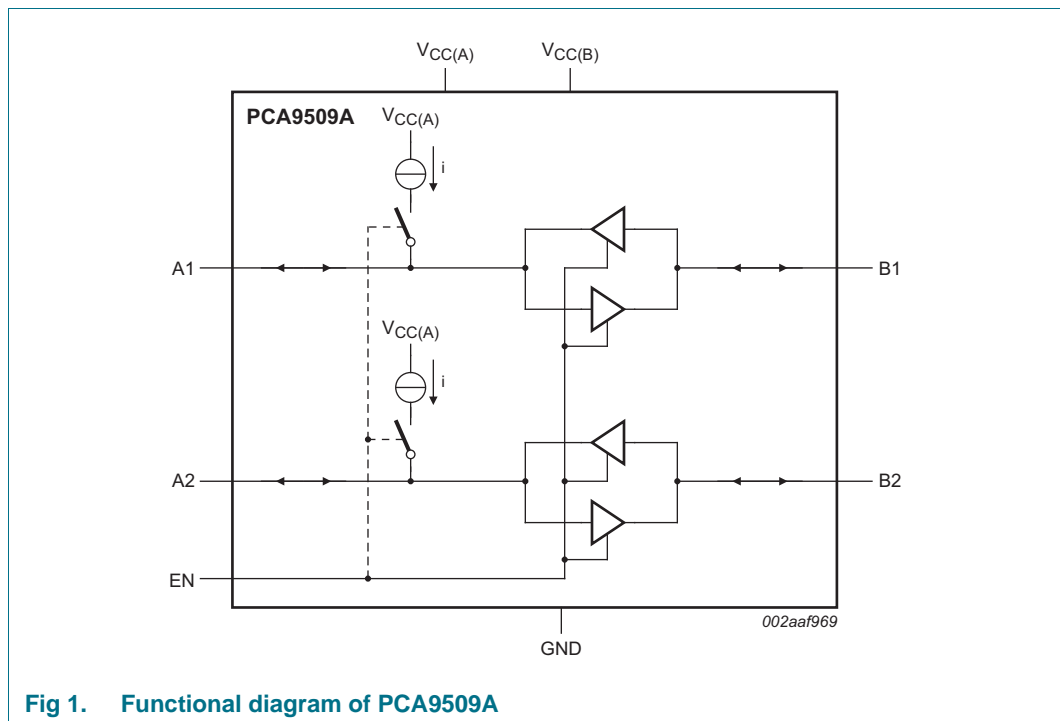 VCC(A) VCC(B)
PCA9509A
VCC(A)
i
A1 B1
VCC(A)
i
A2 B2
EN
002aaf969
GND
Fig 1. Functional diagram of PCA9509A